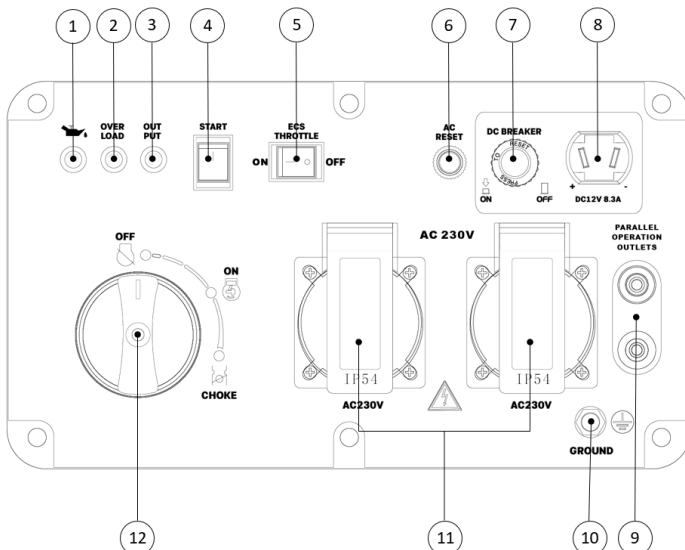 1
2
3
4
5
6
7
8
OVER
LOAD
OUT
PUT
START
ECS
THROTTLE
ON
OFF
AC
RESET
DC BREAKER
PRESS TO RESET
ON
OFF
+
-
DC12V 8.3A
OFF
ON
CHOKE
AC 230V
PARALLEL
OPERATION
OUTLETS
IP54
IP54
AC230V
AC230V
GROUND
12
11
10
9